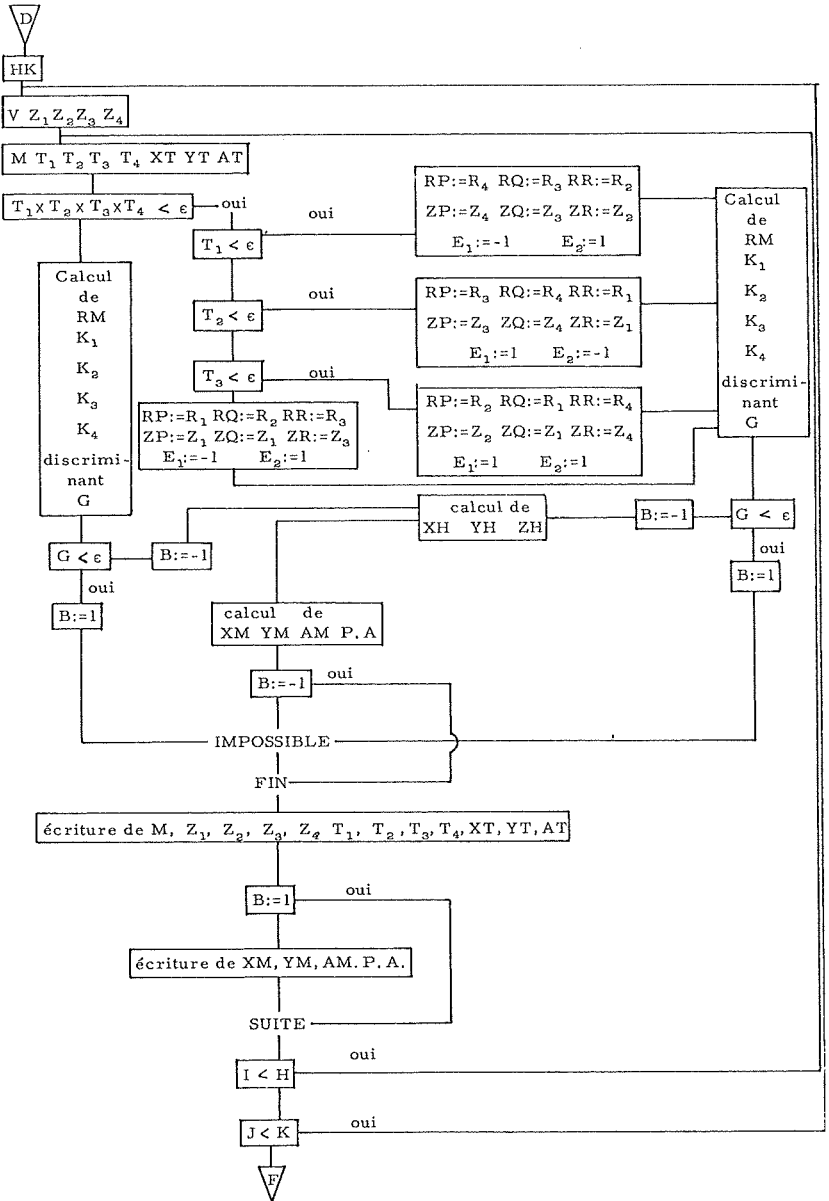 D
HK
V Z₁ Z₂ Z₃ Z₄
M T₁ T₂ T₃ T₄ XT YT AT
T₁ x T₂ x T₃ x T₄ < ε
oui
T₁ < ε
oui
RP:=R₄ RQ:=R₃ RR:=R₂
ZP:=Z₄ ZQ:=Z₃ ZR:=Z₂
E₁:=-1 E₂:=1
T₂ < ε
oui
RP:=R₃ RQ:=R₄ RR:=R₁
ZP:=Z₃ ZQ:=Z₄ ZR:=Z₁
E₁:=1 E₂:=-1
T₃ < ε
oui
RP:=R₂ RQ:=R₁ RR:=R₄
ZP:=Z₂ ZQ:=Z₁ ZR:=Z₄
E₁:=1 E₂:=1
RP:=R₁ RQ:=R₂ RR:=R₃
ZP:=Z₁ ZQ:=Z₁ ZR:=Z₃
E₁:=-1 E₂:=1
Calcul
de
RM
K₁
K₂
K₃
K₄
discrimi-
nant
G
Calcul
de
RM
K₁
K₂
K₃
K₄
discrimi-
nant
G
G < ε
B:=-1
calcul de
XH YH ZH
B:=-1
G < ε
oui
B:=1
oui
B:=1
calcul de
XM YM AM P.A
B:=-1
oui
IMPOSSIBLE
FIN
écriture de M, Z₁, Z₂, Z₃, Z₄ T₁, T₂, T₃, T₄, XT, YT, AT
B:=1
oui
écriture de XM, YM, AM. P. A.
SUITE
I < H
oui
J < K
oui
F